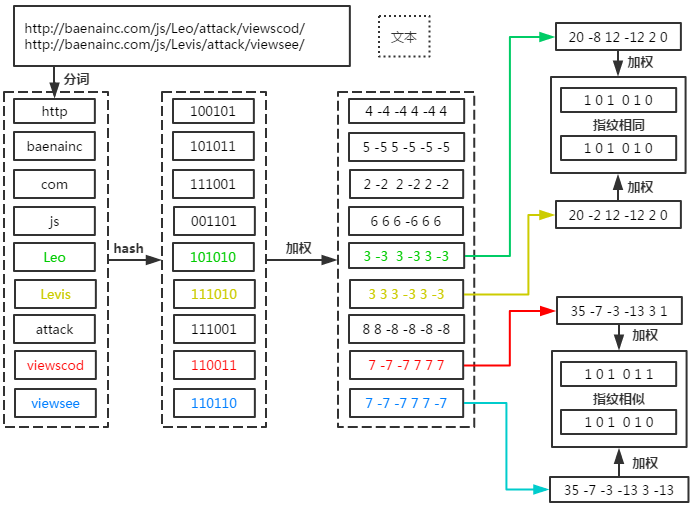 http://baenainc.com/js/Leo/attack/viewscod/
http://baenainc.com/js/Levis/attack/viewsee/
文本
分词
http
baenainc
com
js
Leo
Levis
attack
viewscod
viewsee
hash
100101
101011
111001
001101
101010
111010
111001
110011
110110
加权
4 -4 -4 4 -4 4
5 -5 5 -5 -5 -5
2 -2 2 -2 2 -2
6 6 6 -6 6 6
3 -3 3 -3 3 -3
3 3 3 -3 3 -3
8 8 -8 -8 -8 -8
7 -7 -7 7 7 7
7 -7 -7 7 7 -7
20 -8 12 -12 2 0
加权
1 0 1 0 1 0
指纹相同
1 0 1 0 1 0
加权
20 -2 12 -12 2 0
35 -7 -3 -13 3 1
加权
1 0 1 0 1 1
指纹相似
1 0 1 0 1 0
加权
35 -7 -3 -13 3 -13